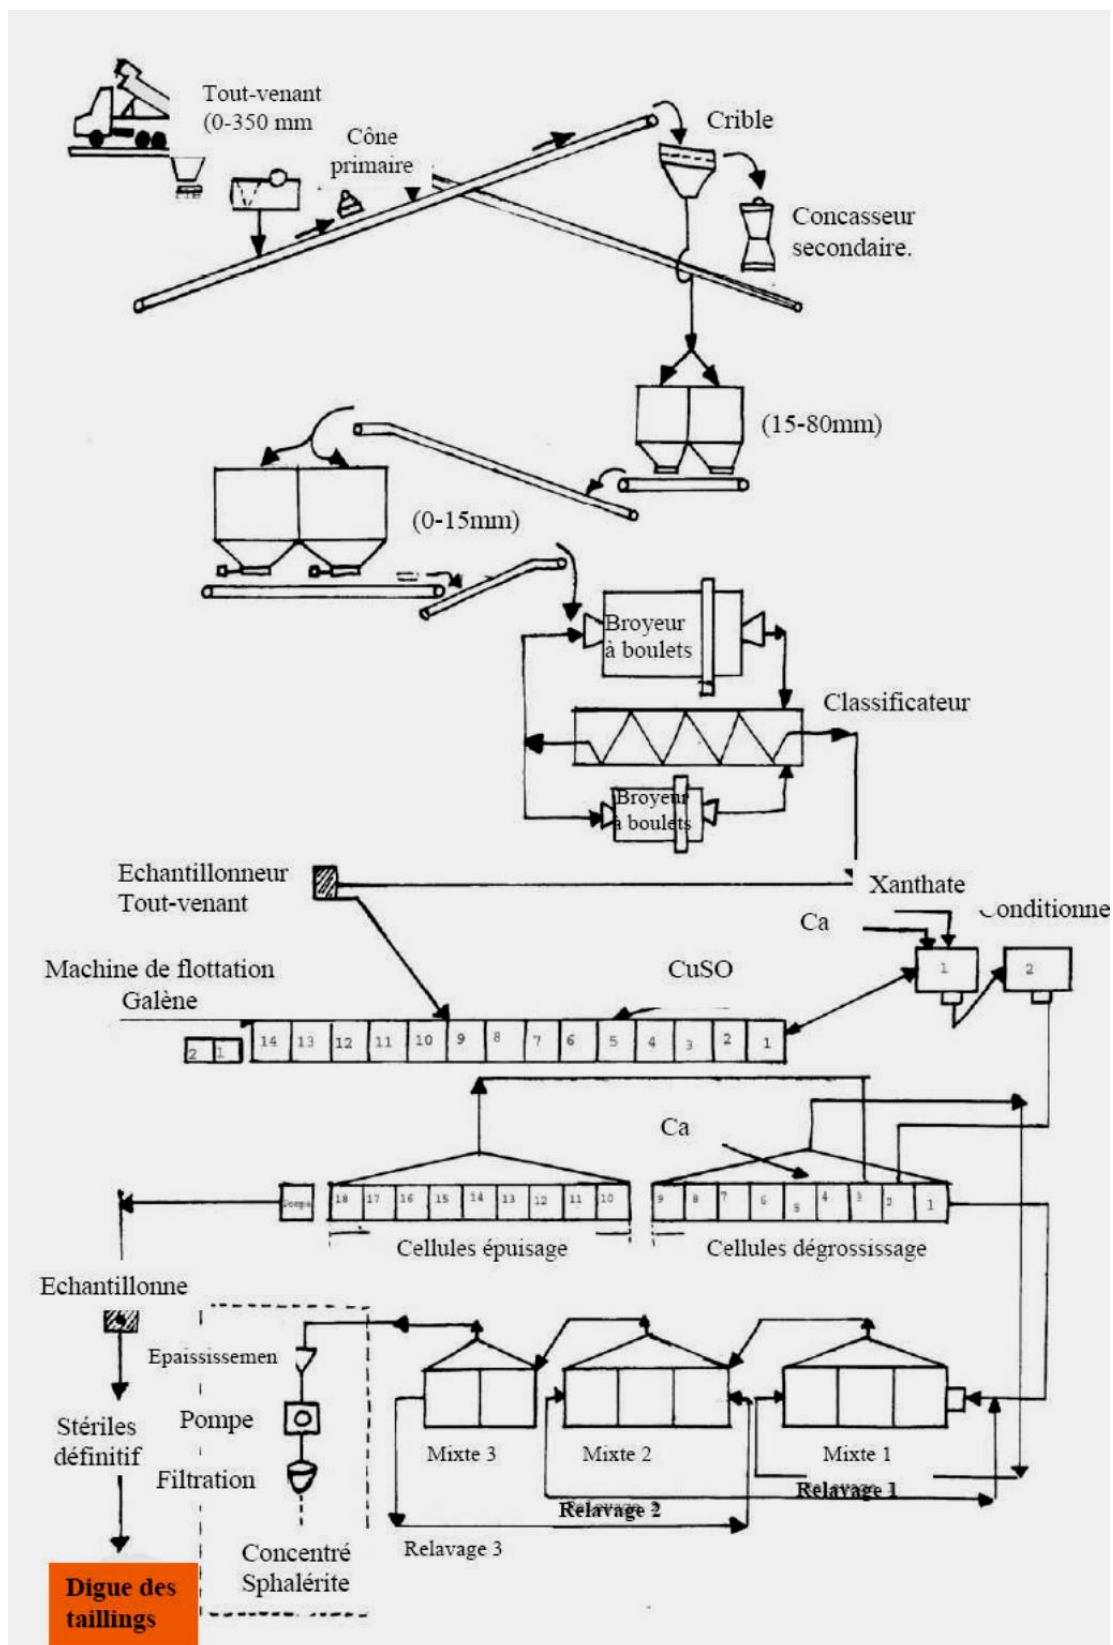 Tout-venant
(0-350 mm
Cône
primaire
Crible
Concasseur
secondaire.
(15-80mm)
(0-15mm)
Broyeur
à boulets
Classificateur
Broyeur
à boulets
Echantillonneur
Tout-venant
Xanthate
Conditionne
Ca
Machine de flottation
Galène
CuSO
1
2
2
1
14
13
12
11
10
9
8
7
6
5
4
3
2
1
Ca
Pompe
18
17
16
15
14
13
12
11
10
9
8
7
6
5
4
3
2
1
Cellules épuisage
Cellules dégrossissage
Echantillonne
Epaississemen
Pompe
Stériles
définitif
Filtration
Mixte 3
Mixte 2
Mixte 1
Relavage 1
Relavage 2
Relavage 3
Concentré
Sphalérite
Digue des
taillings